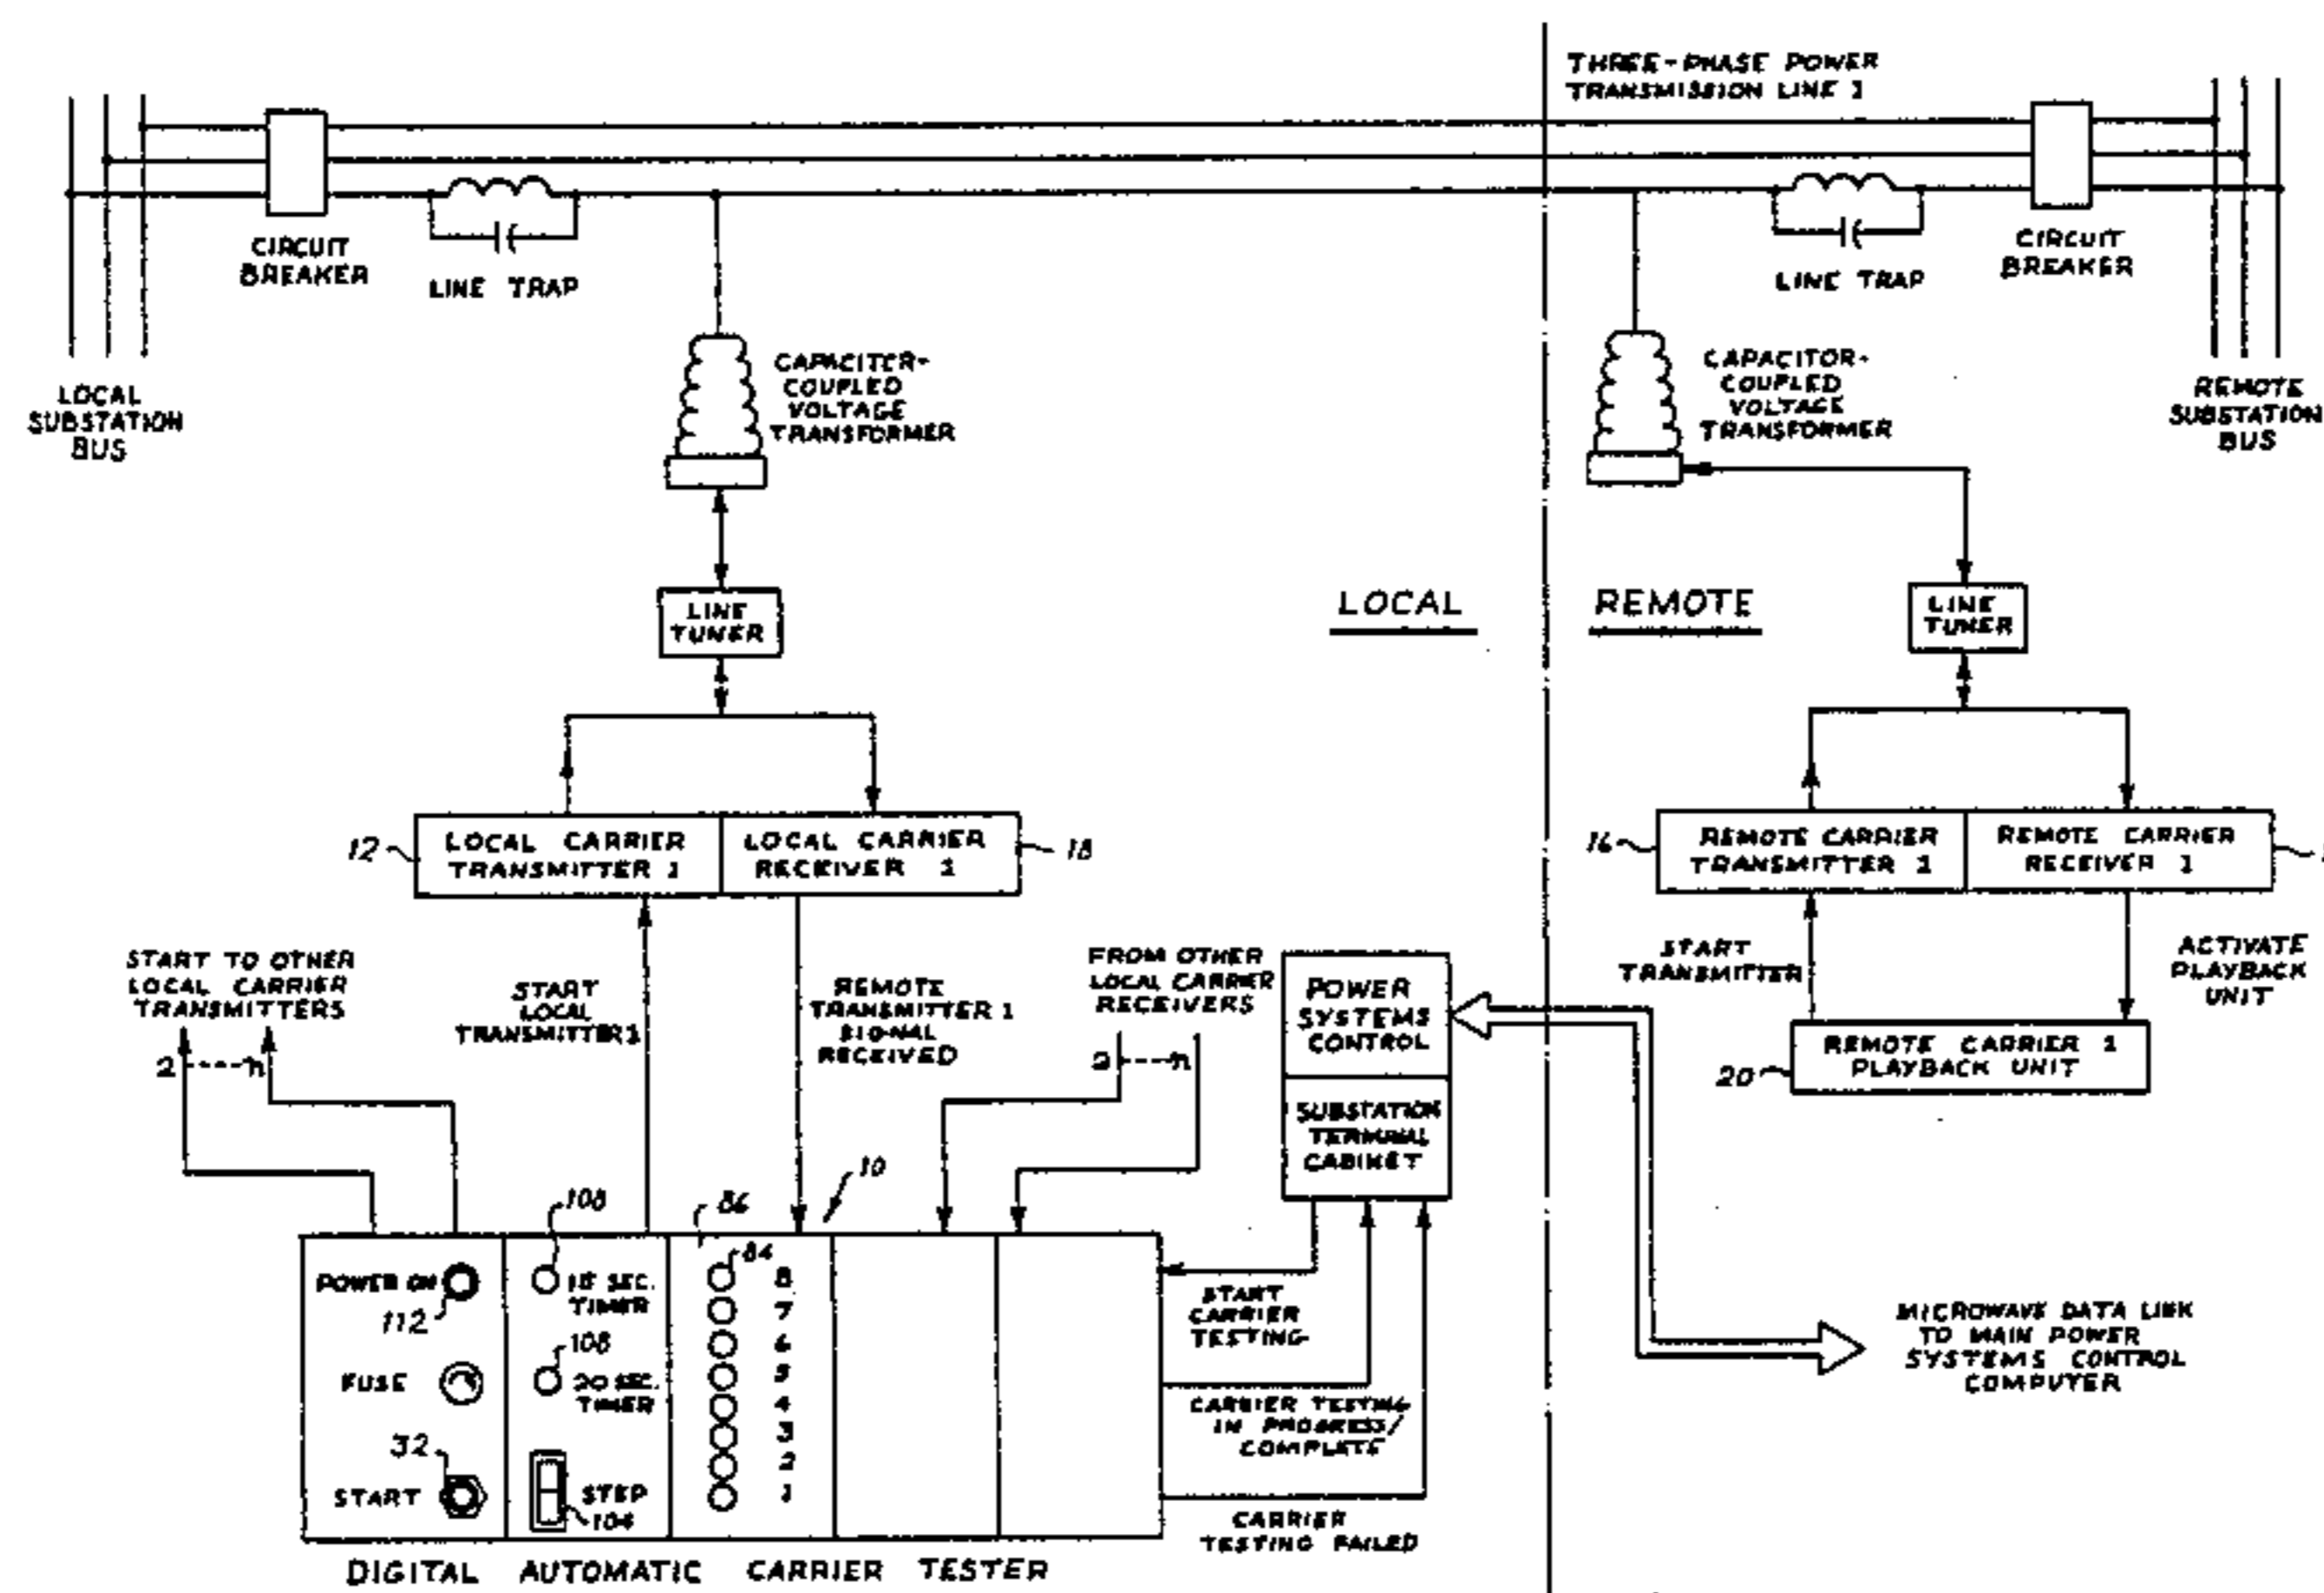 THREE-PHASE POWER
TRANSMISSION LINE 1
CIRCUIT
BREAKER
LINE TRAP
LINE TRAP
CIRCUIT
BREAKER
LOCAL
SUBSTATION
BUS
CAPACITOR-
COUPLED
VOLTAGE
TRANSFORMER
CAPACITOR-
COUPLED
VOLTAGE
TRANSFORMER
REMOTE
SUBSTATION
BUS
LINE
TUNER
LOCAL
REMOTE
LINE
TUNER
12
LOCAL CARRIER
TRANSMITTER 1
LOCAL CARRIER
RECEIVER 1
18
16
REMOTE CARRIER
TRANSMITTER 1
REMOTE CARRIER
RECEIVER 1
START TO OTHER
LOCAL CARRIER
TRANSMITTERS
2----n
START
LOCAL
TRANSMITTER 1
REMOTE
TRANSMITTER 1
SIGNAL
RECEIVED
FROM OTHER
LOCAL CARRIER
RECEIVERS
2----n
POWER
SYSTEMS
CONTROL
SUBSTATION
TERMINAL
CABINET
START
TRANSMITTER
ACTIVATE
PLAYBACK
UNIT
20
REMOTE CARRIER 1
PLAYBACK UNIT
10
108
86
84
POWER ON
112
FUSE
32
START
SEC.
TIMER
108
SEC.
TIMER
STEP
104
8
7
6
5
4
3
2
1
START
CARRIER
TESTING
CARRIER TESTING
IN PROGRESS/
COMPLETE
CARRIER
TESTING FAILED
MICROWAVE DATA LINK
TO MAIN POWER
SYSTEMS CONTROL
COMPUTER
DIGITAL AUTOMATIC CARRIER TESTER